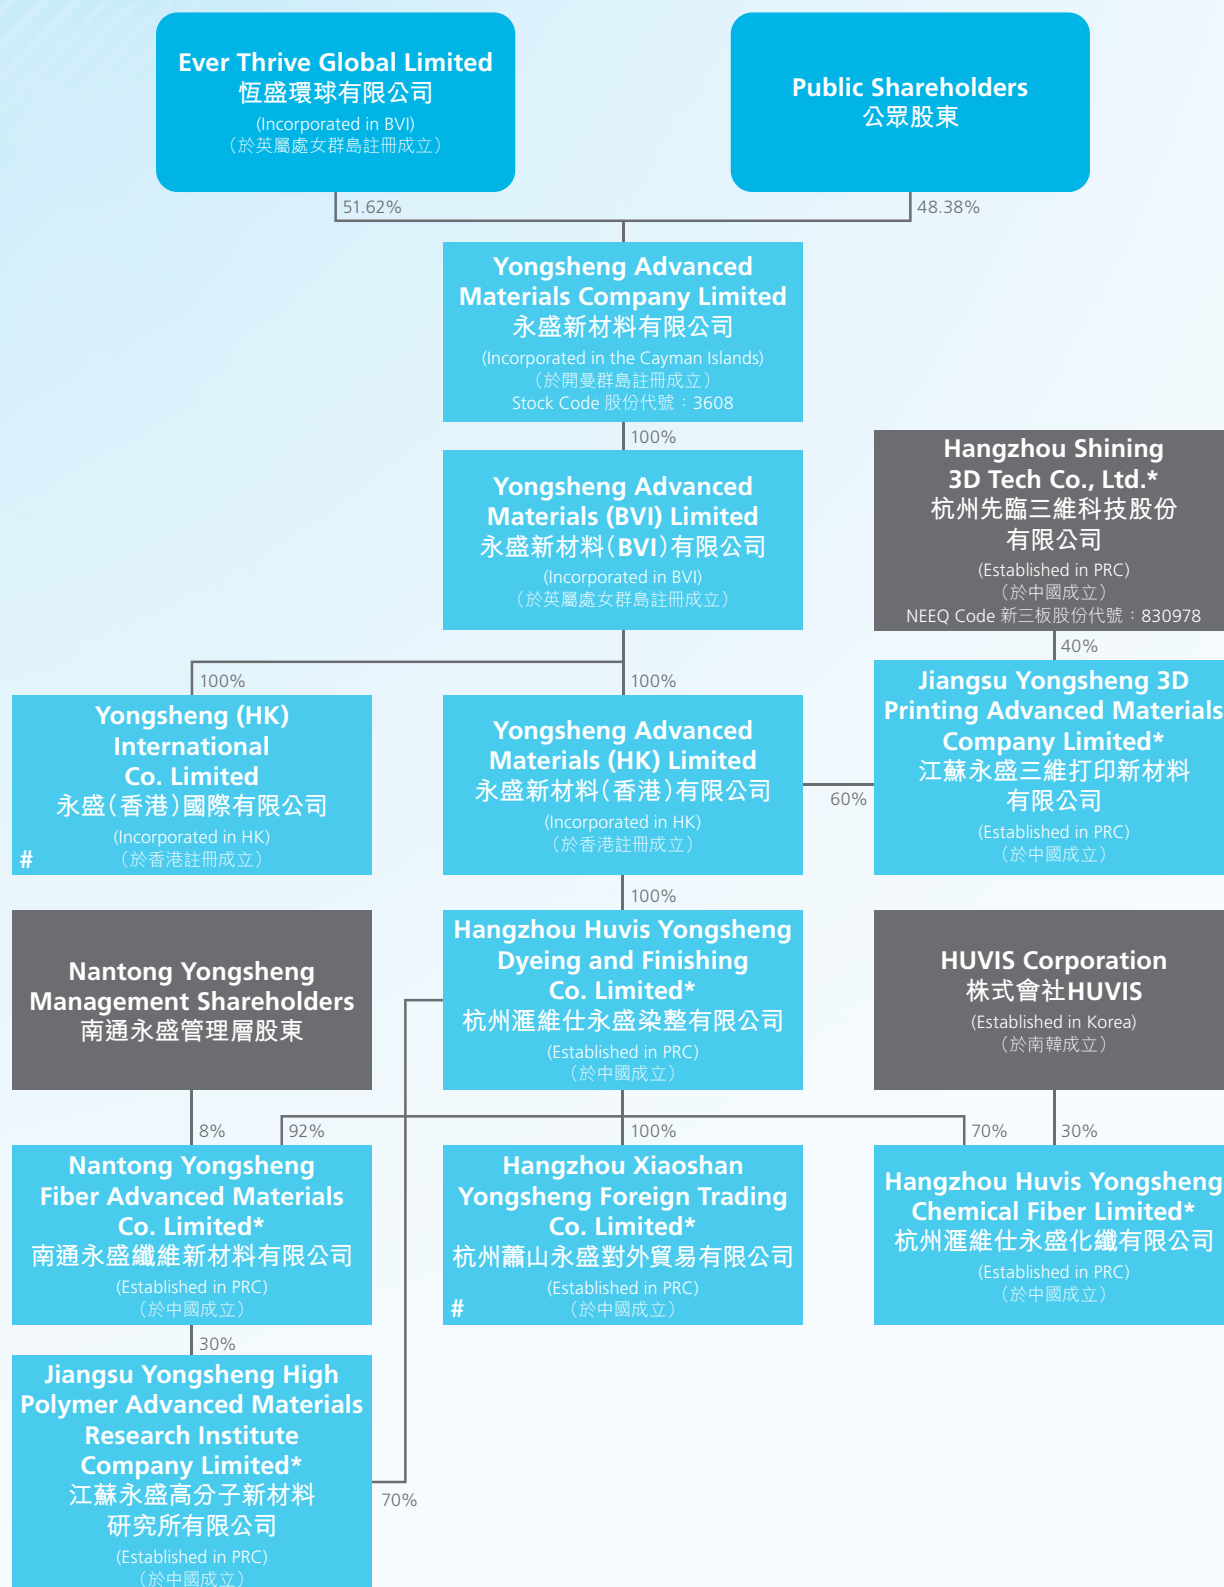 Ever Thrive Global Limited
恆盛環球有限公司
(Incorporated in BVI)
（於英屬處女群島註冊成立）
Public Shareholders
公眾股東
51.62%
48.38%
Yongsheng Advanced
Materials Company Limited
永盛新材料有限公司
(Incorporated in the Cayman Islands)
（於開曼群島註冊成立）
Stock Code 股份代號：3608
100%
Yongsheng Advanced
Materials (BVI) Limited
永盛新材料（BVI）有限公司
(Incorporated in BVI)
（於英屬處女群島註冊成立）
Hangzhou Shining
3D Tech Co., Ltd.*
杭州先臨三維科技股份
有限公司
(Established in PRC)
（於中國成立）
NEEQ Code 新三板股份代號：830978
40%
100%
100%
Yongsheng (HK)
International
Co. Limited
永盛（香港）國際有限公司
(Incorporated in HK)
（於香港註冊成立）
#
Yongsheng Advanced
Materials (HK) Limited
永盛新材料（香港）有限公司
(Incorporated in HK)
（於香港註冊成立）
60%
Jiangsu Yongsheng 3D
Printing Advanced Materials
Company Limited*
江蘇永盛三維打印新材料
有限公司
(Established in PRC)
（於中國成立）
100%
Nantong Yongsheng
Management Shareholders
南通永盛管理層股東
Hangzhou Huvis Yongsheng
Dyeing and Finishing
Co. Limited*
杭州滙維仕永盛染整有限公司
(Established in PRC)
（於中國成立）
HUVIS Corporation
株式會社HUVIS
(Established in Korea)
（於南韓成立）
8%
92%
100%
70%
30%
Nantong Yongsheng
Fiber Advanced Materials
Co. Limited*
南通永盛纖維新材料有限公司
(Established in PRC)
（於中國成立）
Hangzhou Xiaoshan
Yongsheng Foreign Trading
Co. Limited*
杭州蕭山永盛對外貿易有限公司
(Established in PRC)
（於中國成立）
#
Hangzhou Huvis Yongsheng
Chemical Fiber Limited*
杭州滙維仕永盛化纖有限公司
(Established in PRC)
（於中國成立）
30%
Jiangsu Yongsheng High
Polymer Advanced Materials
Research Institute
Company Limited*
江蘇永盛高分子新材料
研究所有限公司
(Established in PRC)
（於中國成立）
70%